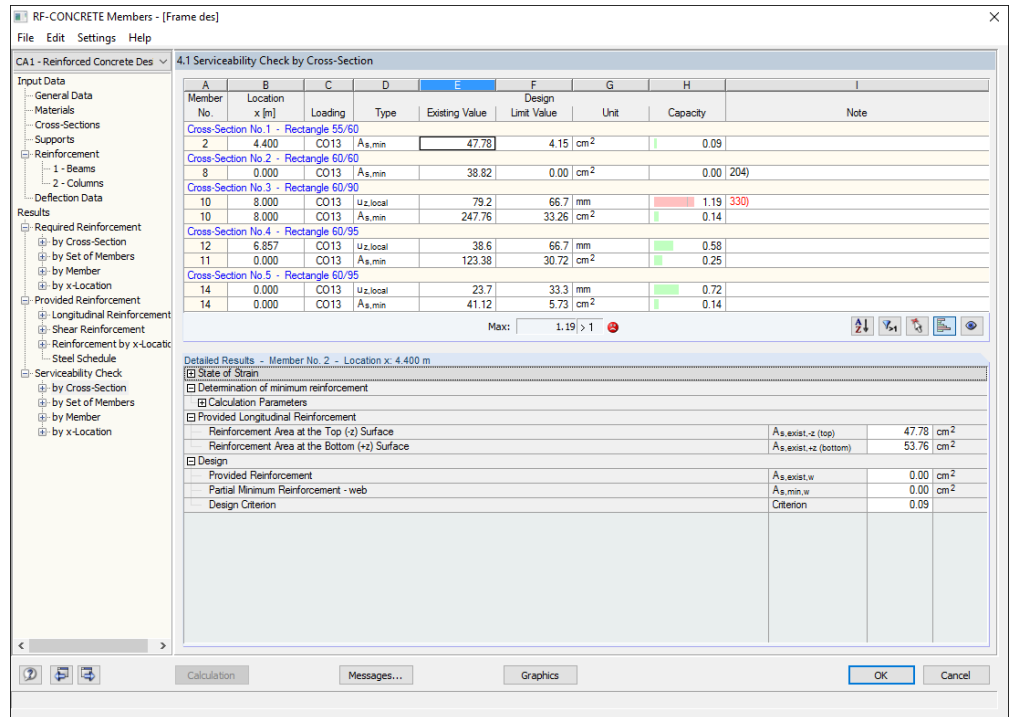 RF-CONCRETE Members - [Frame des]
File Edit Settings Help
CA1 - Reinforced Concrete Des
4.1 Serviceability Check by Cross-Section
Input Data
General Data
Materials
Cross-Sections
Supports
Reinforcement
1 - Beams
2 - Columns
Deflection Data
Results
Required Reinforcement
by Cross-Section
by Set of Members
by Member
by x-Location
Provided Reinforcement
Longitudinal Reinforcement
Shear Reinforcement
Reinforcement by x-Locatio
Steel Schedule
Serviceability Check
by Cross-Section
by Set of Members
by Member
by x-Location
A B C D E F G H I
Member Location Design
No. x [m] Loading Type Existing Value Limit Value Unit Capacity Note
Cross-Section No.1 - Rectangle 55/60
2 4.400 CO13 As,min 47.78 4.15 cm2 0.09
Cross-Section No.2 - Rectangle 60/60
8 0.000 CO13 As,min 38.82 0.00 cm2 0.00 204)
Cross-Section No.3 - Rectangle 60/90
10 8.000 CO13 uz,local 79.2 66.7 mm 1.19 330)
10 8.000 CO13 As,min 247.76 33.26 cm2 0.14
Cross-Section No.4 - Rectangle 60/95
12 6.857 CO13 uz,local 38.6 66.7 mm 0.58
11 0.000 CO13 As,min 123.38 30.72 cm2 0.25
Cross-Section No.5 - Rectangle 60/95
14 0.000 CO13 uz,local 23.7 33.3 mm 0.72
14 0.000 CO13 As,min 41.12 5.73 cm2 0.14
Max: 1.19 > 1
Detailed Results - Member No. 2 - Location x: 4.400 m
State of Strain
Determination of minimum reinforcement
Calculation Parameters
Provided Longitudinal Reinforcement
Reinforcement Area at the Top (-z) Surface As,exist,-z (top) 47.78 cm2
Reinforcement Area at the Bottom (+z) Surface As,exist,+z (bottom) 53.76 cm2
Design
Provided Reinforcement As,exist,w 0.00 cm2
Partial Minimum Reinforcement - web As,min,w 0.00 cm2
Design Criterion Criterion 0.09
Calculation Messages... Graphics OK Cancel